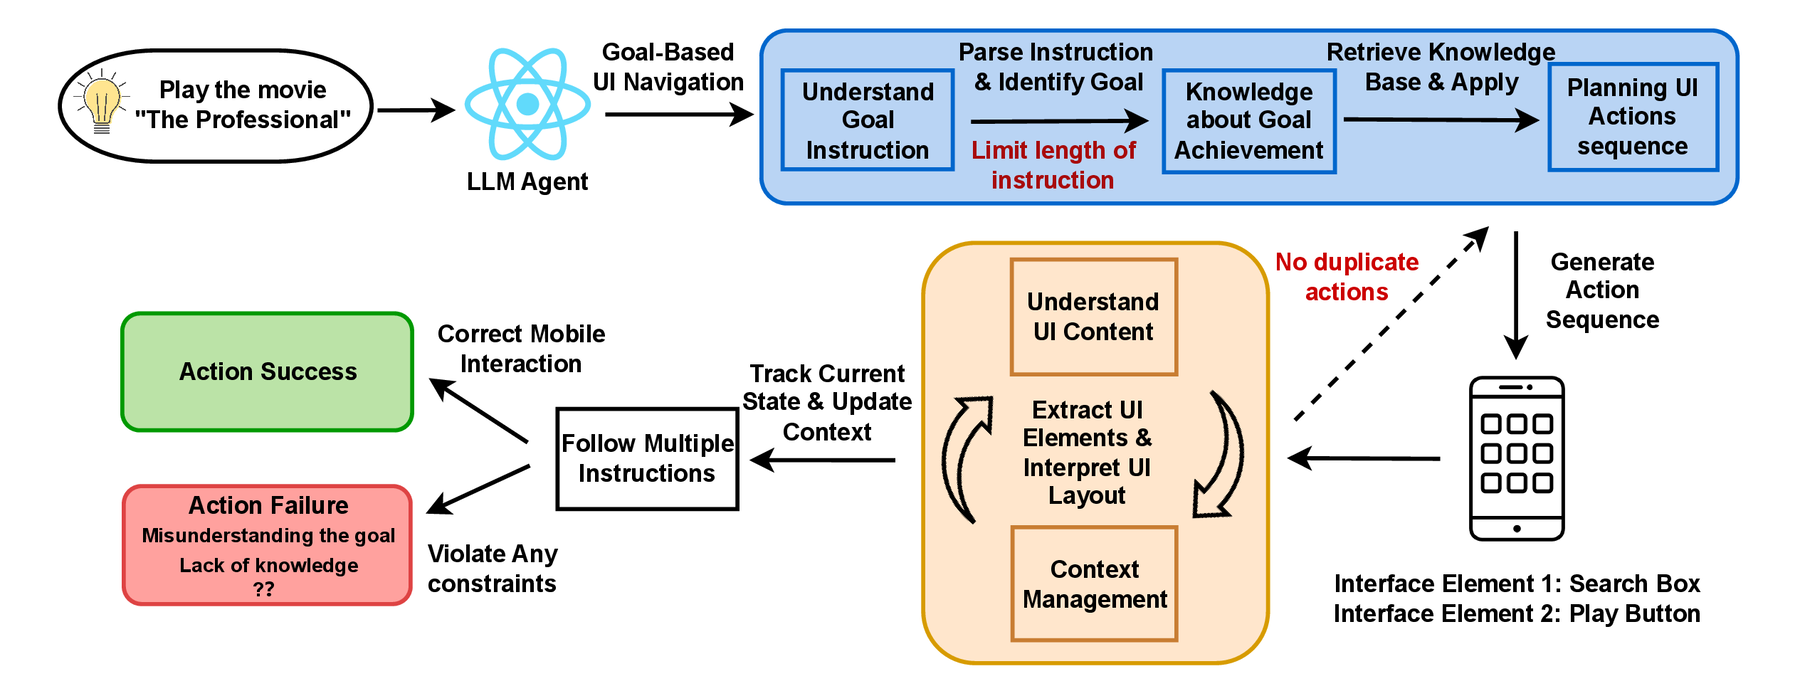 Play the movie
"The Professional"
LLM Agent
Goal-Based
UI Navigation
Understand
Goal
Instruction
Parse Instruction
& Identify Goal
Limit length of
instruction
Knowledge
about Goal
Achievement
Retrieve Knowledge
Base & Apply
Planning UI
Actions
sequence
Generate
Action
Sequence
No duplicate
actions
Interface Element 1: Search Box
Interface Element 2: Play Button
Understand
UI Content
Extract UI
Elements &
Interpret UI
Layout
Context
Management
Track Current
State & Update
Context
Follow Multiple
Instructions
Correct Mobile
Interaction
Action Success
Violate Any
constraints
Action Failure
Misunderstanding the goal
Lack of knowledge
??